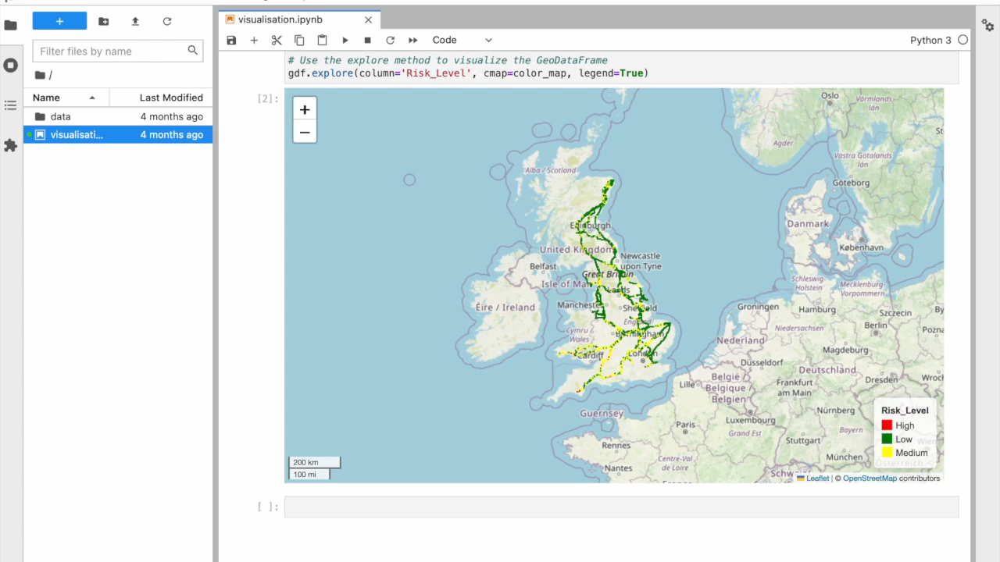 visualisation.ipynb
Filter files by name
Code
Python 3
/
Name
Last Modified
data
4 months ago
visualisati...
4 months ago
# Use the explore method to visualize the GeoDataFrame
gdf.explore(column='Risk_Level', cmap=color_map, legend=True)
[2]:
+
−
Oslo
Värmlands
län
Agder
Västra Götalands
län
Göteborg
Alba / Scotland
Danmark
København
Edinburgh
United Kingdom
Newcastle
upon Tyne
Belfast
Great Britain
Isle of Man
Leeds
Schleswig-
Holstein
Mecklenburg-
Vorpommern
Éire / Ireland
Manchester
Sheffield
Groningen
Hamburg
Szczecin
England
Berlin
Cymru /
Wales
Birmingham
Niedersachsen
Nederland
Magdeburg
Cardiff
London
Düsseldorf
Deutschland
Lille
België /
Belgique /
Belgien
Frankfurt
am Main
Dresden
Guernsey
Nürnberg
Luxembourg
Paris
Grand Est
Bayern
Stuttgart
Rennes
München
Centre-Val
de Loire
Nantes
Österreich
Risk_Level
High
Low
Medium
200 km
100 mi
Leaflet | © OpenStreetMap contributors
[ ]: